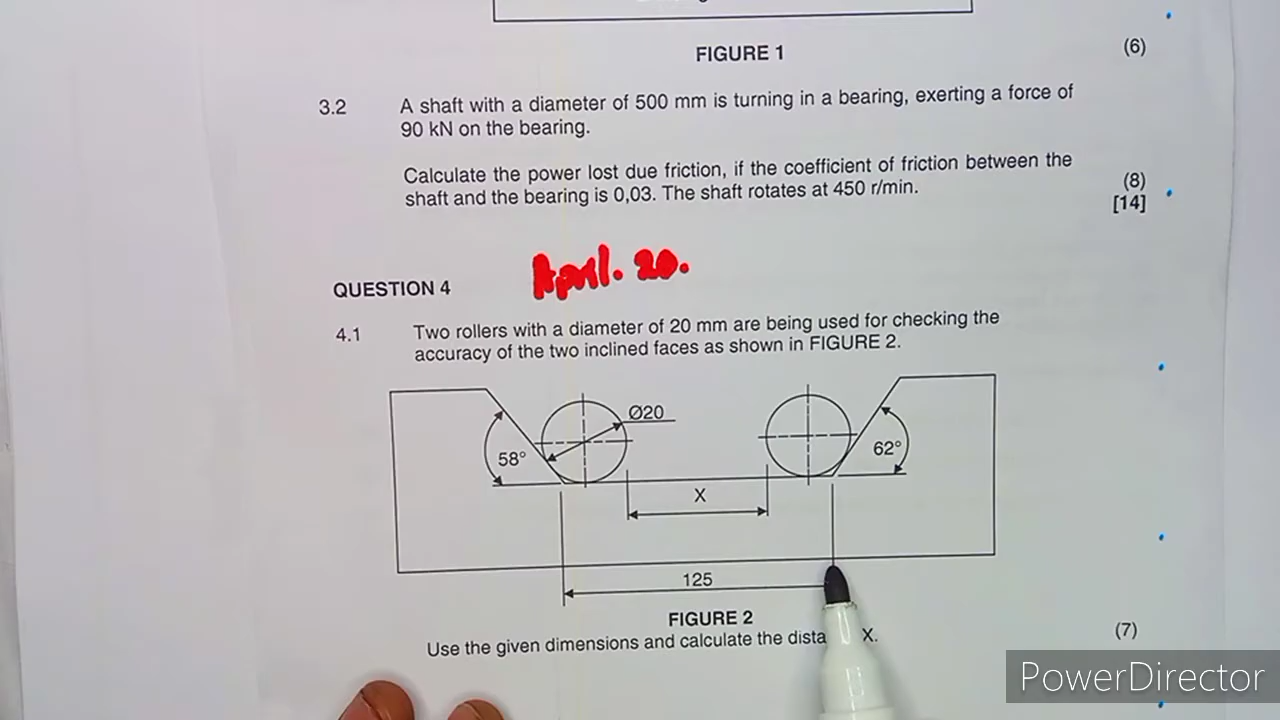 FIGURE 1
(6)
3.2 A shaft with a diameter of 500 mm is turning in a bearing, exerting a force of
90 kN on the bearing.
Calculate the power lost due friction, if the coefficient of friction between the
shaft and the bearing is 0,03. The shaft rotates at 450 r/min.
(8)
[14]
April. 20.
QUESTION 4
4.1 Two rollers with a diameter of 20 mm are being used for checking the
accuracy of the two inclined faces as shown in FIGURE 2.
Ø20
58°
62°
X
125
FIGURE 2
Use the given dimensions and calculate the dista X.
(7)
PowerDirector